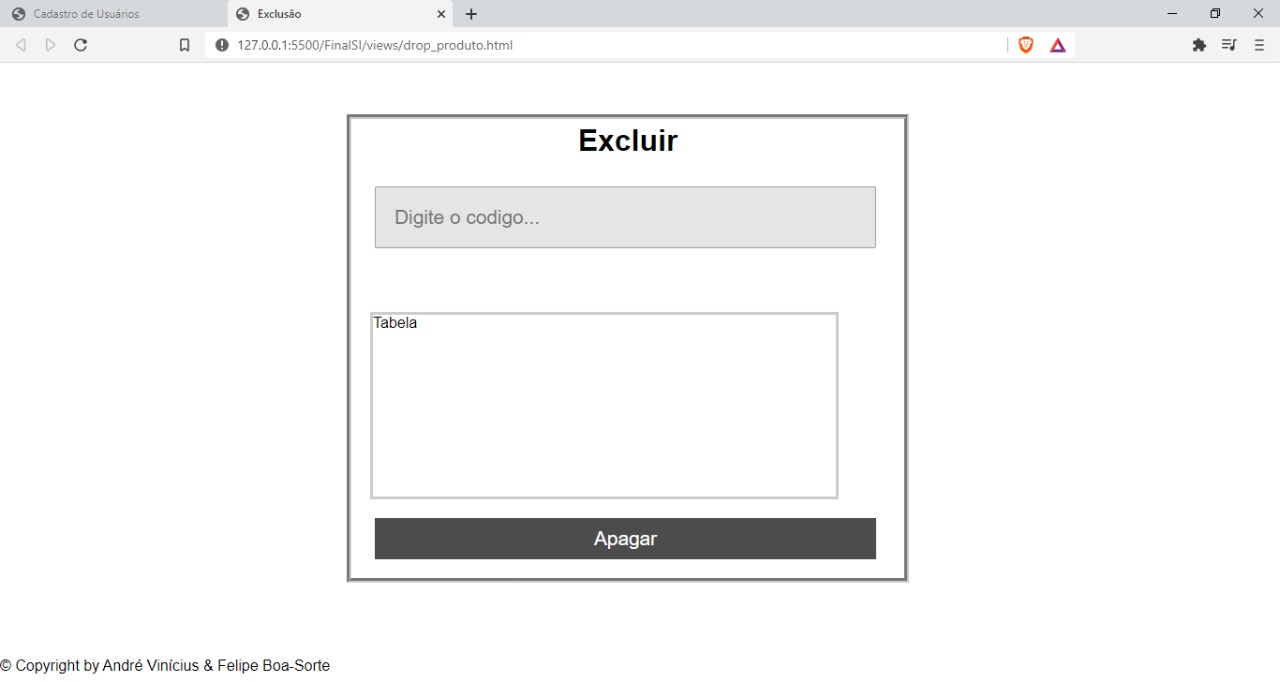 Cadastro de Usuários
Exclusão
127.0.0.1:5500/FinalSI/views/drop_produto.html
Excluir
Digite o codigo...
Tabela
Apagar
© Copyright by André Vinícius & Felipe Boa-Sorte